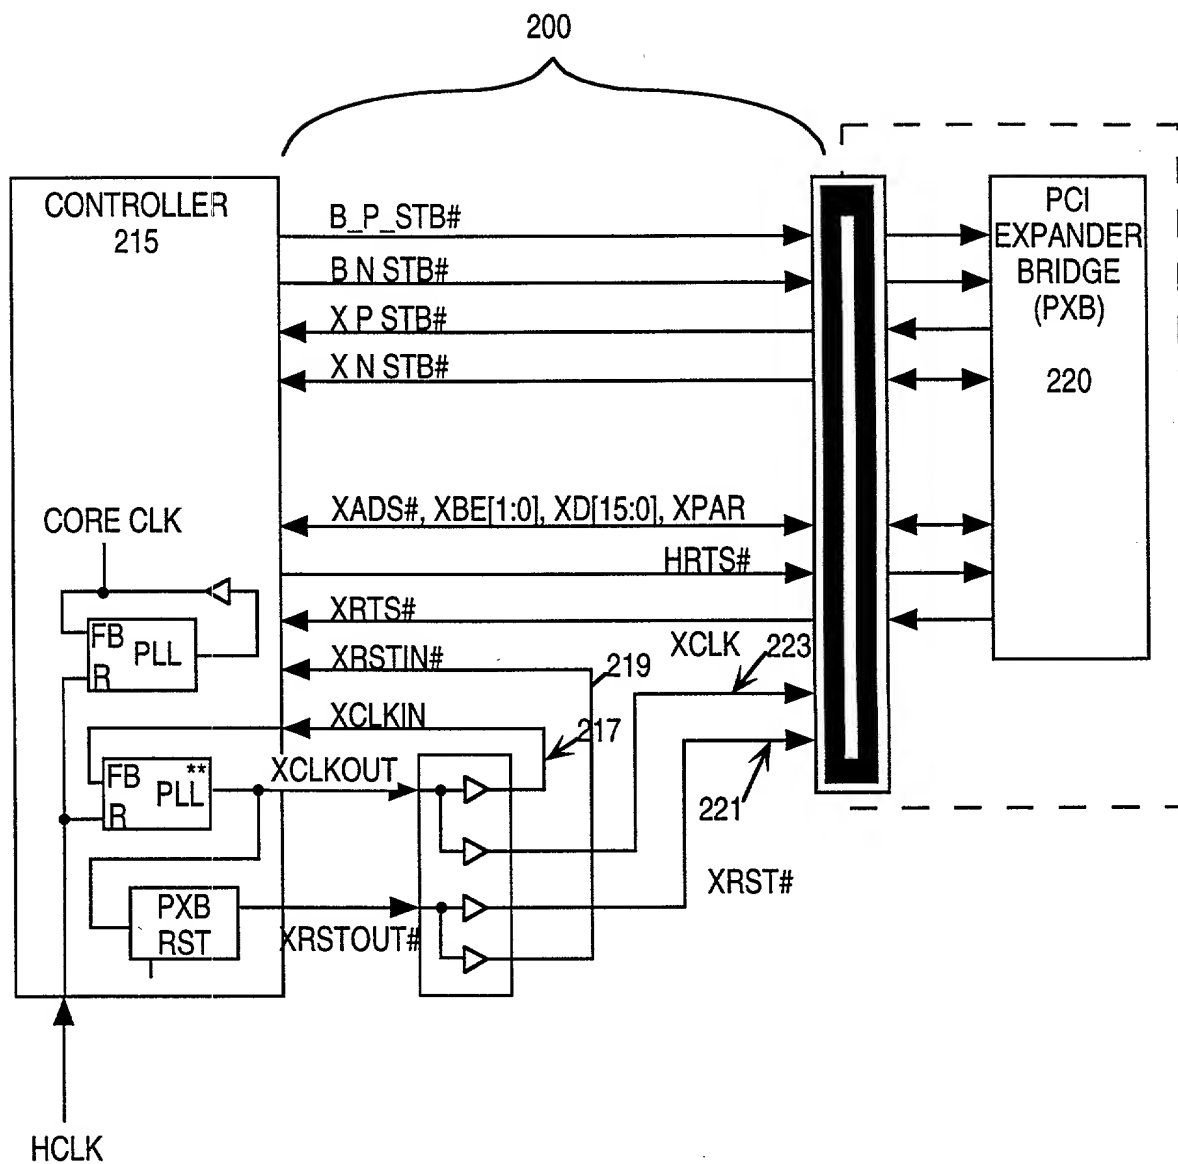 200
CONTROLLER
215
B_P_STB#
B N STB#
X P STB#
X N STB#
PCI
EXPANDER
BRIDGE
(PXB)
220
XADS#, XBE[1:0], XD[15:0], XPAR
CORE CLK
HRTS#
XRTS#
FB
PLL
R
XRSTIN#
219
XCLK
223
XCLKIN
217
FB
PLL
**
R
XCLKOUT
221
PXB
RST
XRSTOUT#
XRST#
HCLK